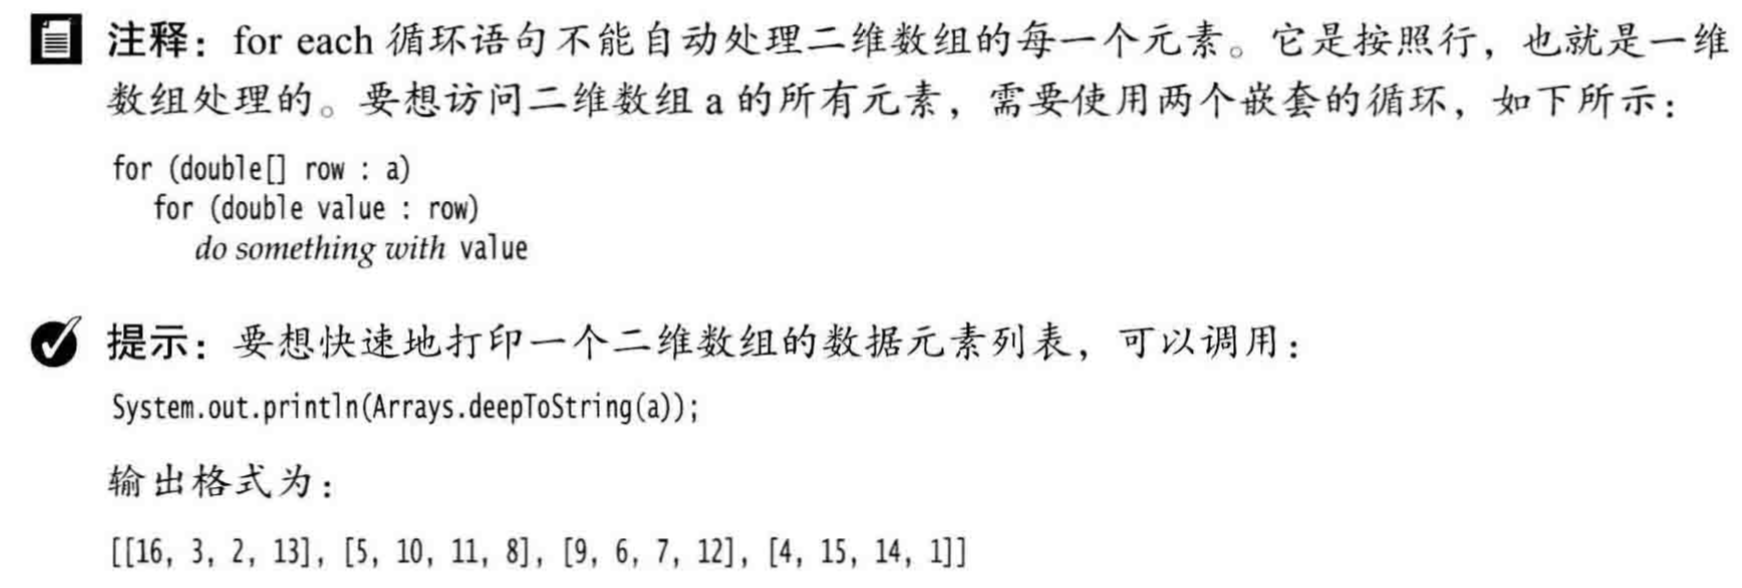 注释：for each 循环语句不能自动处理二维数组的每一个元素。它是按照行，也就是一维
数组处理的。要想访问二维数组 a 的所有元素，需要使用两个嵌套的循环，如下所示：
for (double[] row : a)
for (double value : row)
do something with value
提示：要想快速地打印一个二维数组的数据元素列表，可以调用：
System.out.println(Arrays.deepToString(a));
输出格式为：
[[16, 3, 2, 13], [5, 10, 11, 8], [9, 6, 7, 12], [4, 15, 14, 1]]